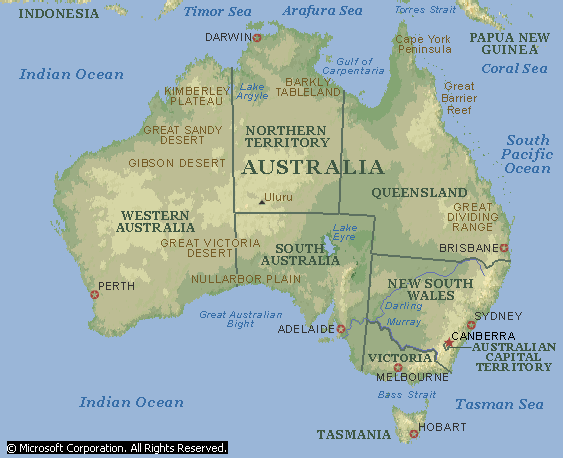 INDONESIA
Timor Sea
Arafura Sea
Torres Strait
DARWIN
PAPUA NEW
GUINEA
Cape York
Peninsula
Indian Ocean
Gulf of
Carpentaria
Coral Sea
KIMBERLEY
PLATEAU
Lake
Argyle
BARKLY
TABLELAND
Great
Barrier
Reef
GREAT SANDY
DESERT
NORTHERN
TERRITORY
South
Pacific
Ocean
GIBSON DESERT
AUSTRALIA
Uluru
QUEENSLAND
WESTERN
AUSTRALIA
GREAT
DIVIDING
RANGE
GREAT VICTORIA
DESERT
Lake
Eyre
SOUTH
AUSTRALIA
BRISBANE
NULLARBOR PLAIN
PERTH
NEW SOUTH
WALES
Darling
Great Australian
Bight
Murray
SYDNEY
ADELAIDE
CANBERRA
AUSTRALIAN
CAPITAL
TERRITORY
VICTORIA
MELBOURNE
Bass Strait
Indian Ocean
Tasman Sea
TASMANIA
HOBART
© Microsoft Corporation. All Rights Reserved.